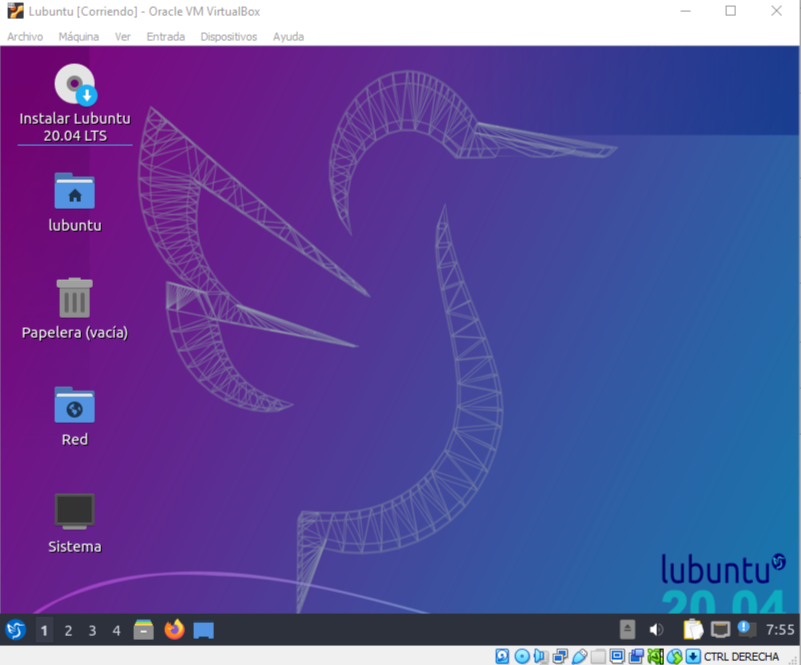 Lubuntu [Corriendo] - Oracle VM VirtualBox
Archivo Máquina Ver Entrada Dispositivos Ayuda
Instalar Lubuntu
20.04 LTS
lubuntu
Papelera (vacía)
Red
Sistema
lubuntu
20.04
1 2 3 4 7:55
CTRL DERECHA